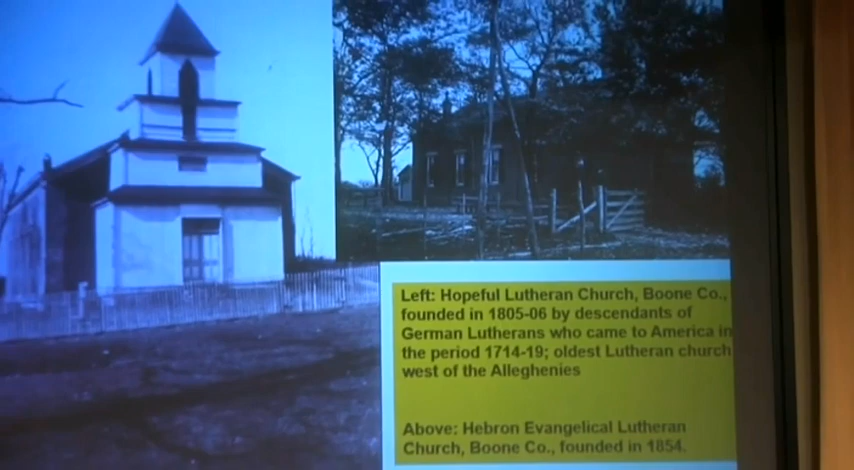 Left: Hopeful Lutheran Church, Boone Co.,
founded in 1805-06 by descendants of
German Lutherans who came to America in
the period 1714-19; oldest Lutheran church
west of the Alleghenies
Above: Hebron Evangelical Lutheran
Church, Boone Co., founded in 1854.